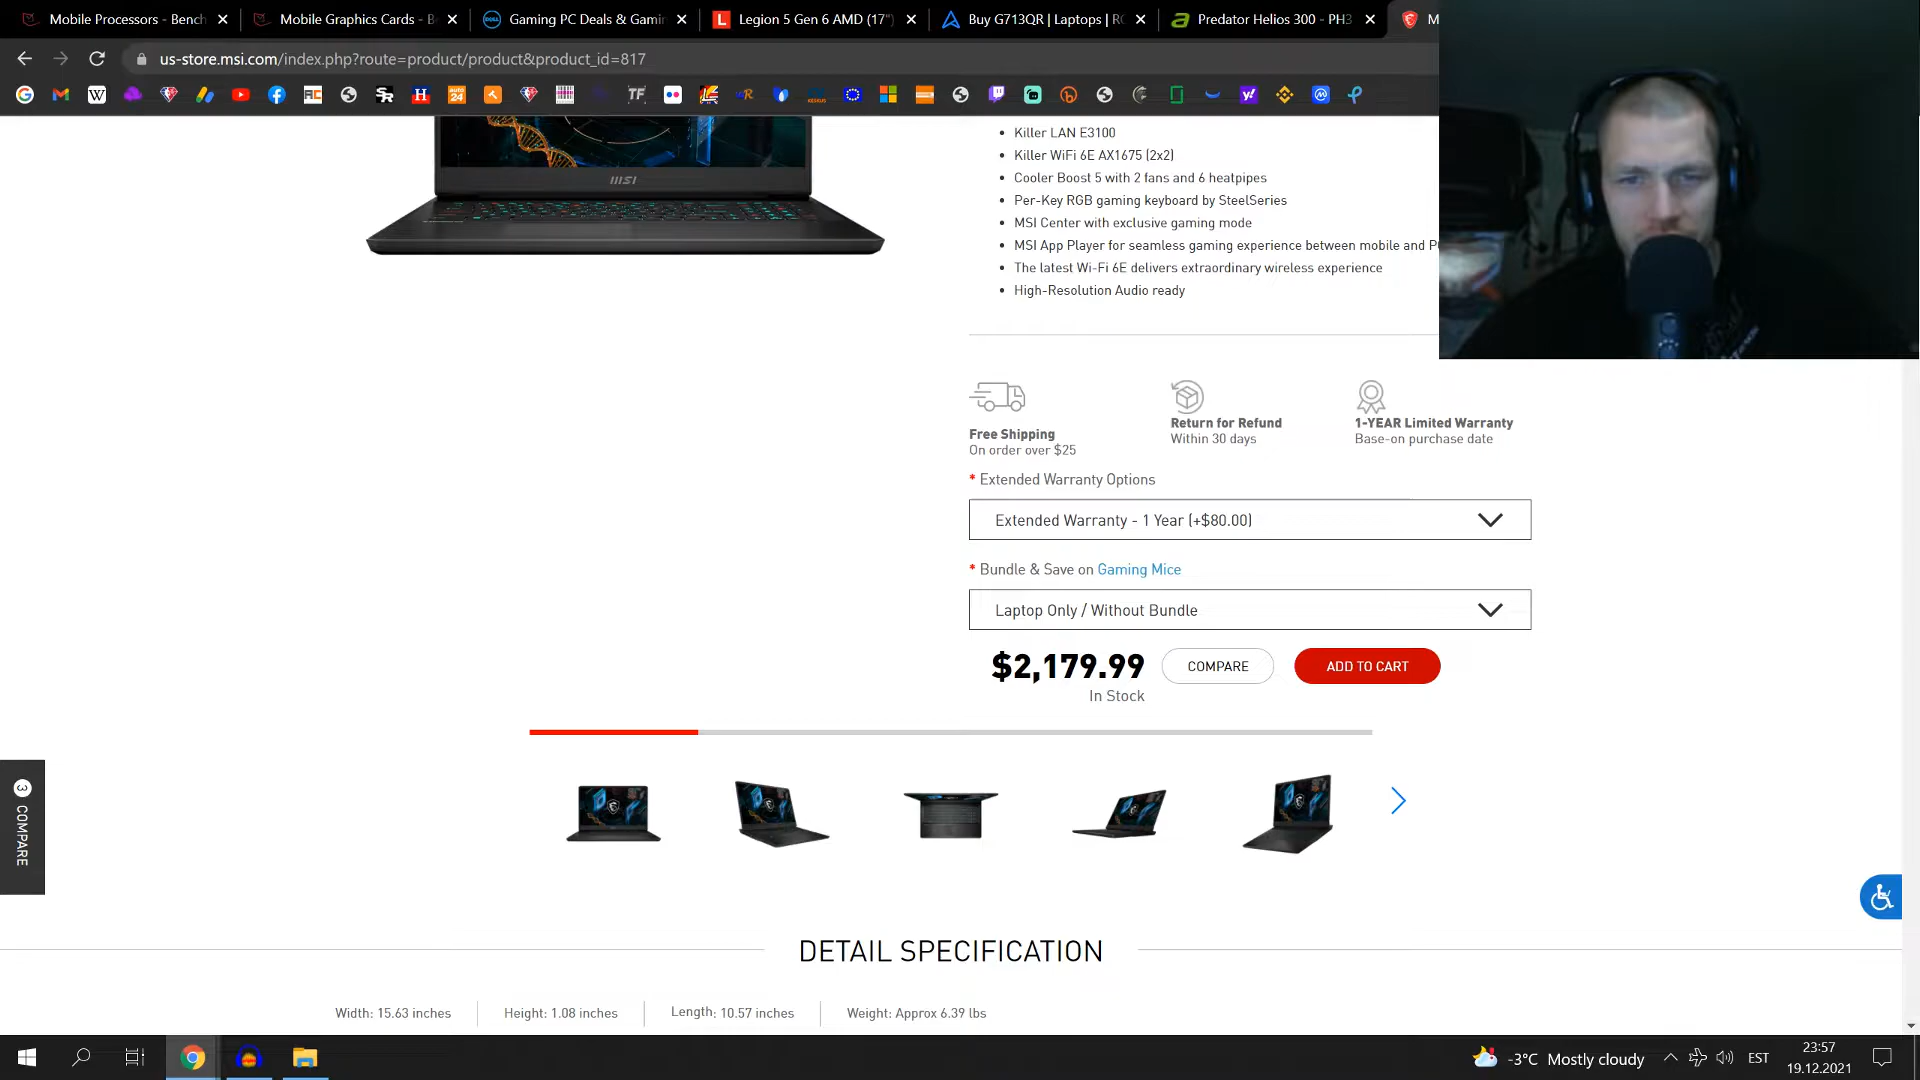 Mobile Processors - Bench
Mobile Graphics Cards - B
Gaming PC Deals & Gamin
Legion 5 Gen 6 AMD (17")
Buy G713QR | Laptops | R
Predator Helios 300 - PH3
M
us-store.msi.com/index.php?route=product/product&product_id=817
msi
Killer LAN E3100
Killer WiFi 6E AX1675 (2x2)
Cooler Boost 5 with 2 fans and 6 heatpipes
Per-Key RGB gaming keyboard by SteelSeries
MSI Center with exclusive gaming mode
MSI App Player for seamless gaming experience between mobile and P
The latest Wi-Fi 6E delivers extraordinary wireless experience
High-Resolution Audio ready
Free Shipping
On order over $25
Return for Refund
Within 30 days
1-YEAR Limited Warranty
Base-on purchase date
* Extended Warranty Options
Extended Warranty - 1 Year (+$80.00)
* Bundle & Save on Gaming Mice
Laptop Only / Without Bundle
$2,179.99
COMPARE
ADD TO CART
In Stock
3 COMPARE
DETAIL SPECIFICATION
Width: 15.63 inches
Height: 1.08 inches
Length: 10.57 inches
Weight: Approx 6.39 lbs
-3°C Mostly cloudy
EST
23:57
19.12.2021